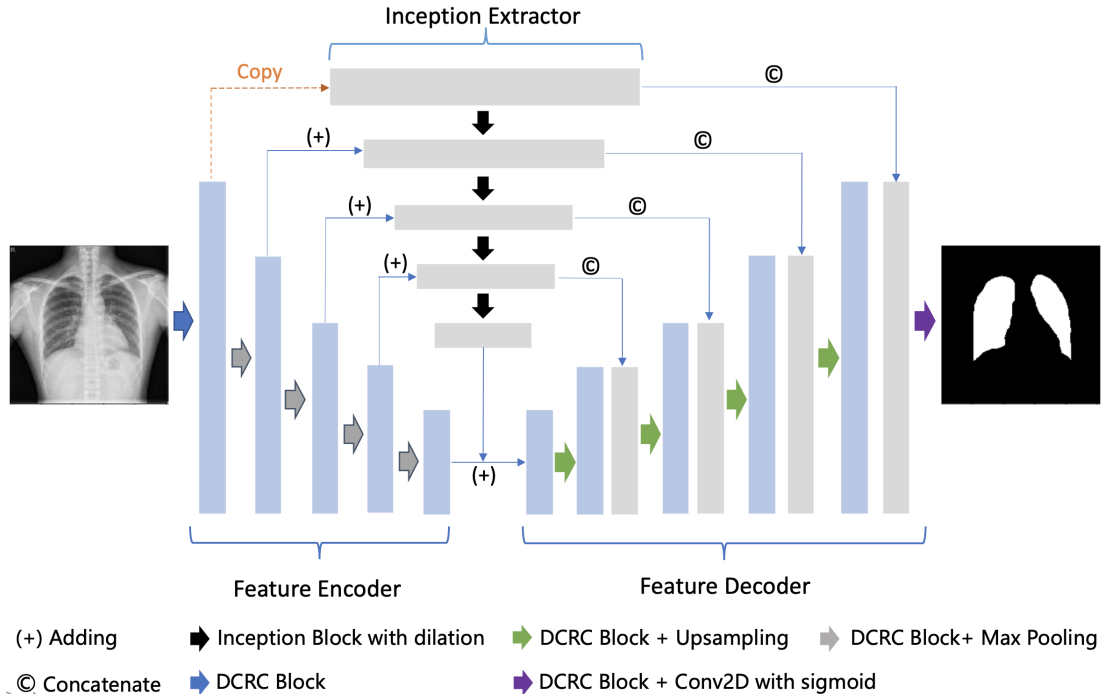 Inception Extractor
Copy
©
(+)
©
(+)
©
(+)
©
(+)
Feature Encoder
Feature Decoder
(+) Adding
Inception Block with dilation
DCRC Block + Upsampling
DCRC Block+ Max Pooling
© Concatenate
DCRC Block
DCRC Block + Conv2D with sigmoid